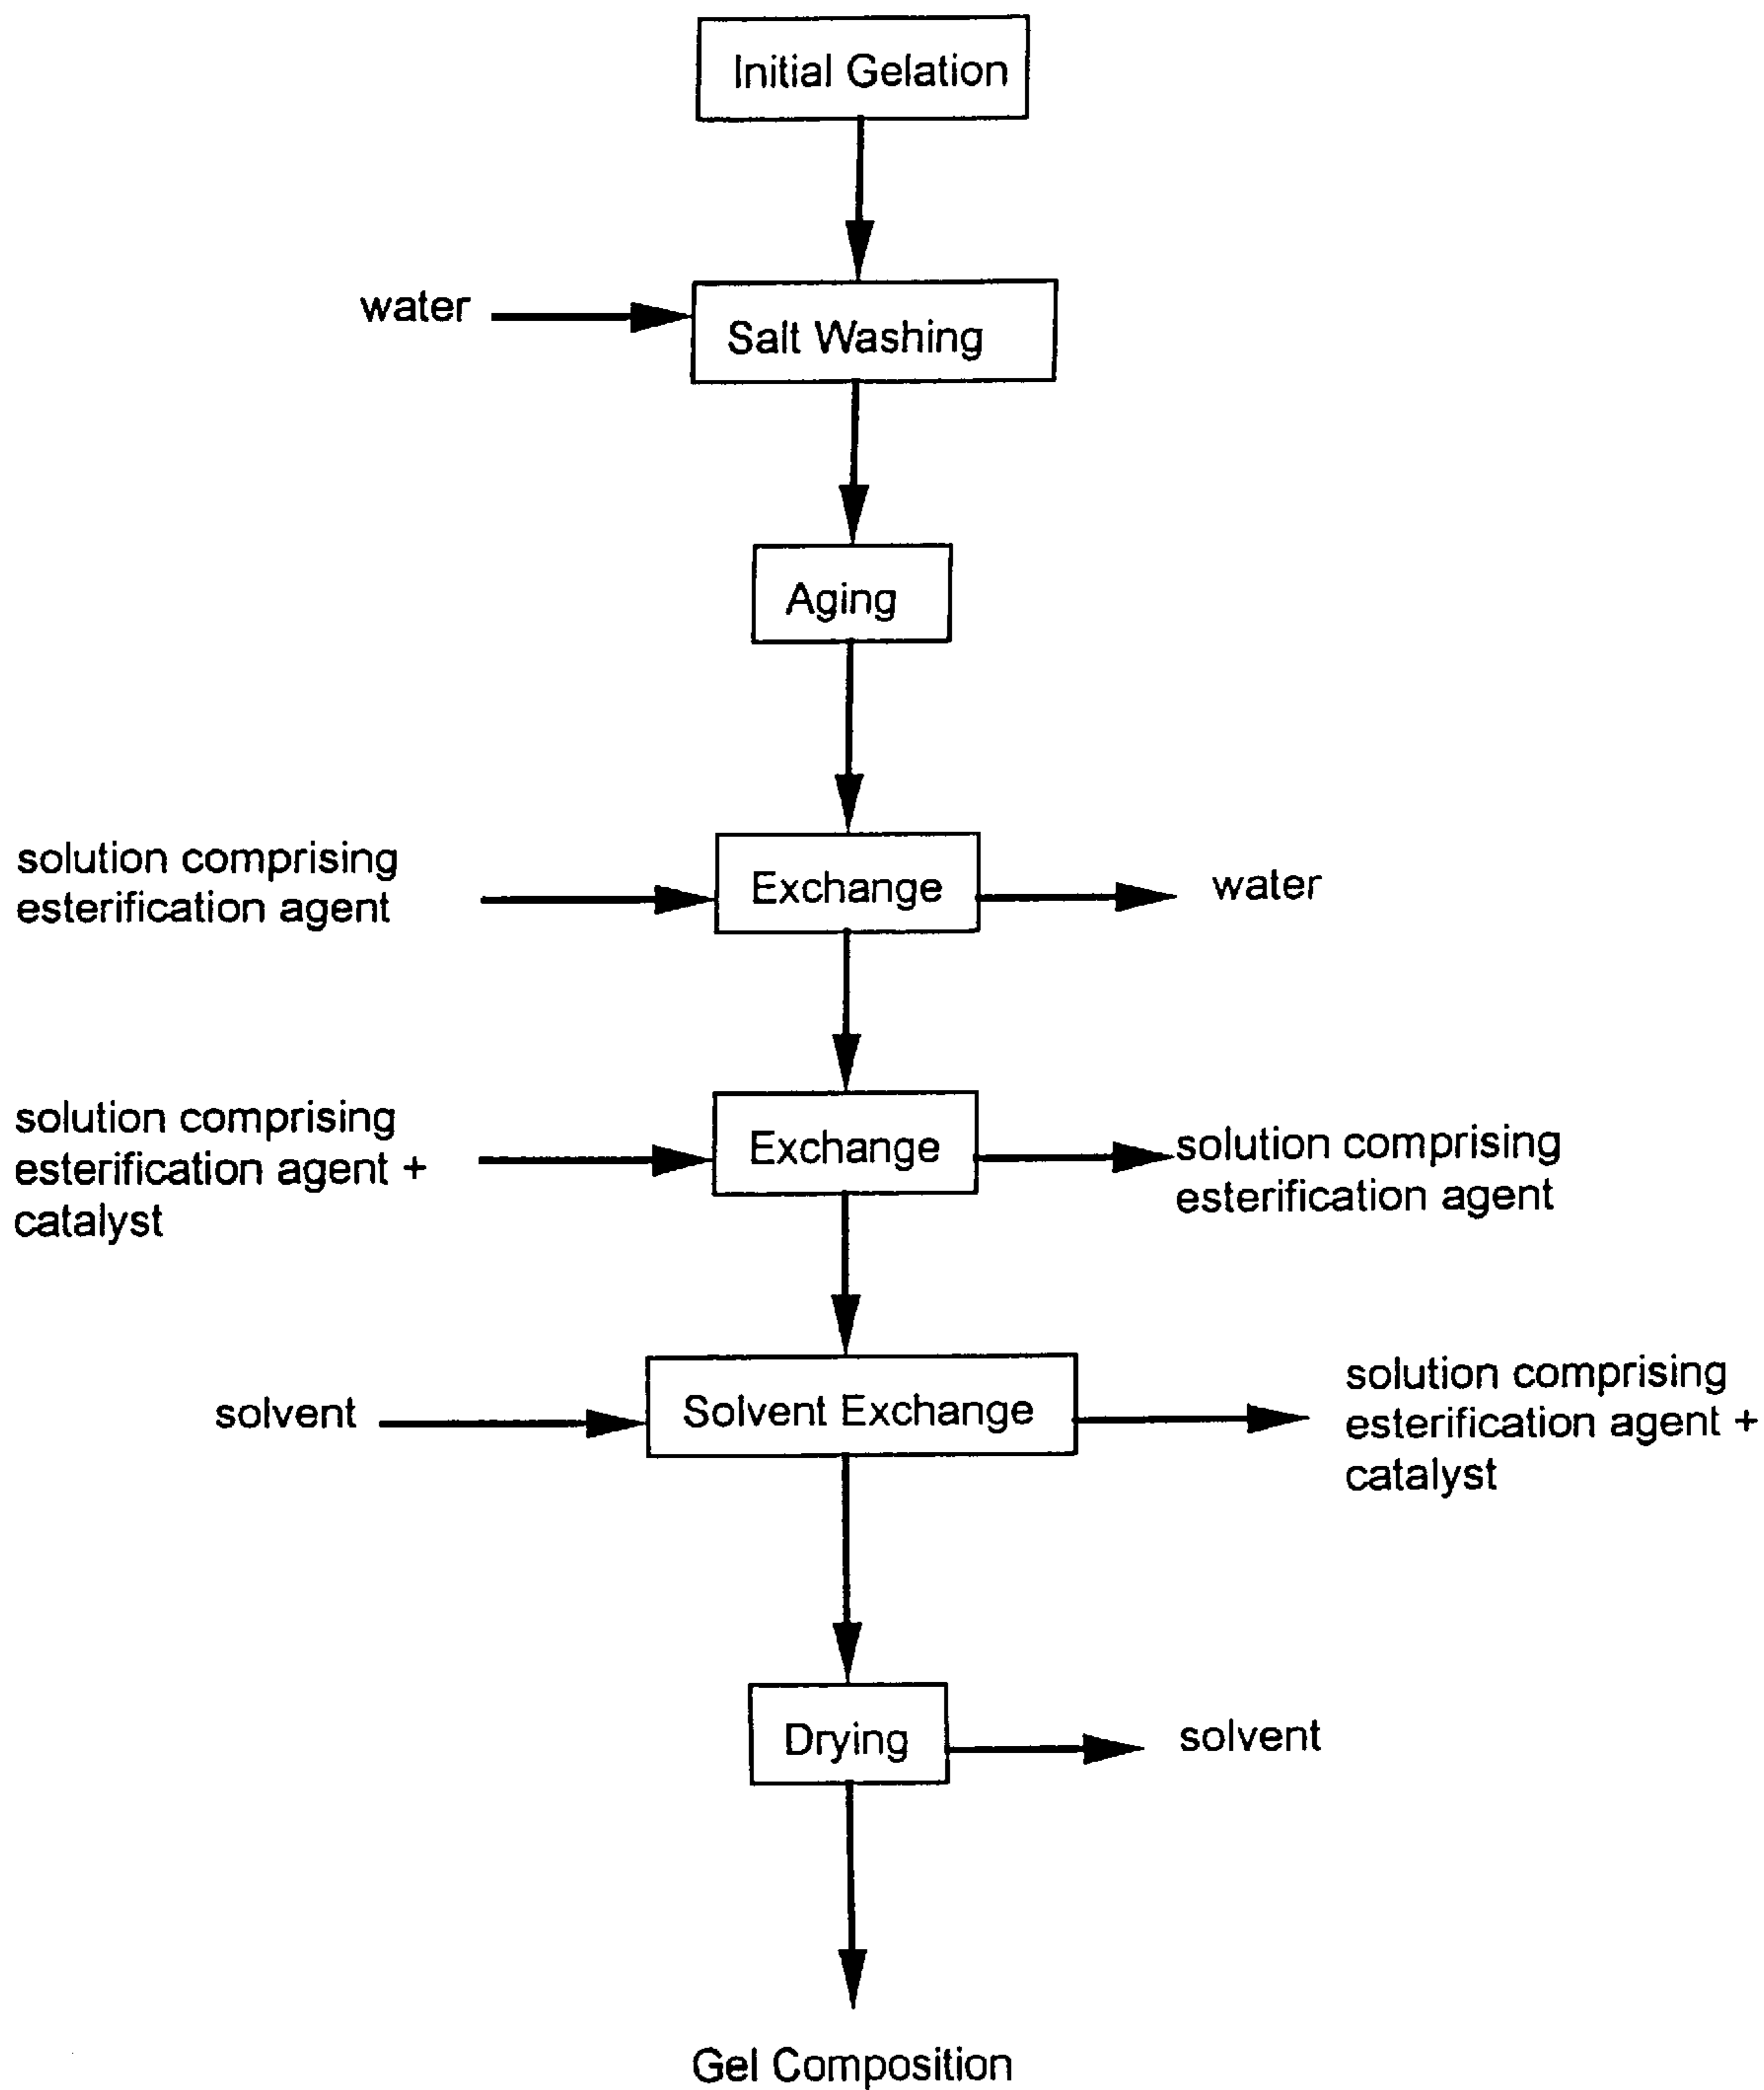 Initial Gelation
water
Salt Washing
Aging
solution comprising
esterification agent
Exchange
water
solution comprising
esterification agent +
catalyst
Exchange
solution comprising
esterification agent
solvent
Solvent Exchange
solution comprising
esterification agent +
catalyst
Drying
solvent
Gel Composition